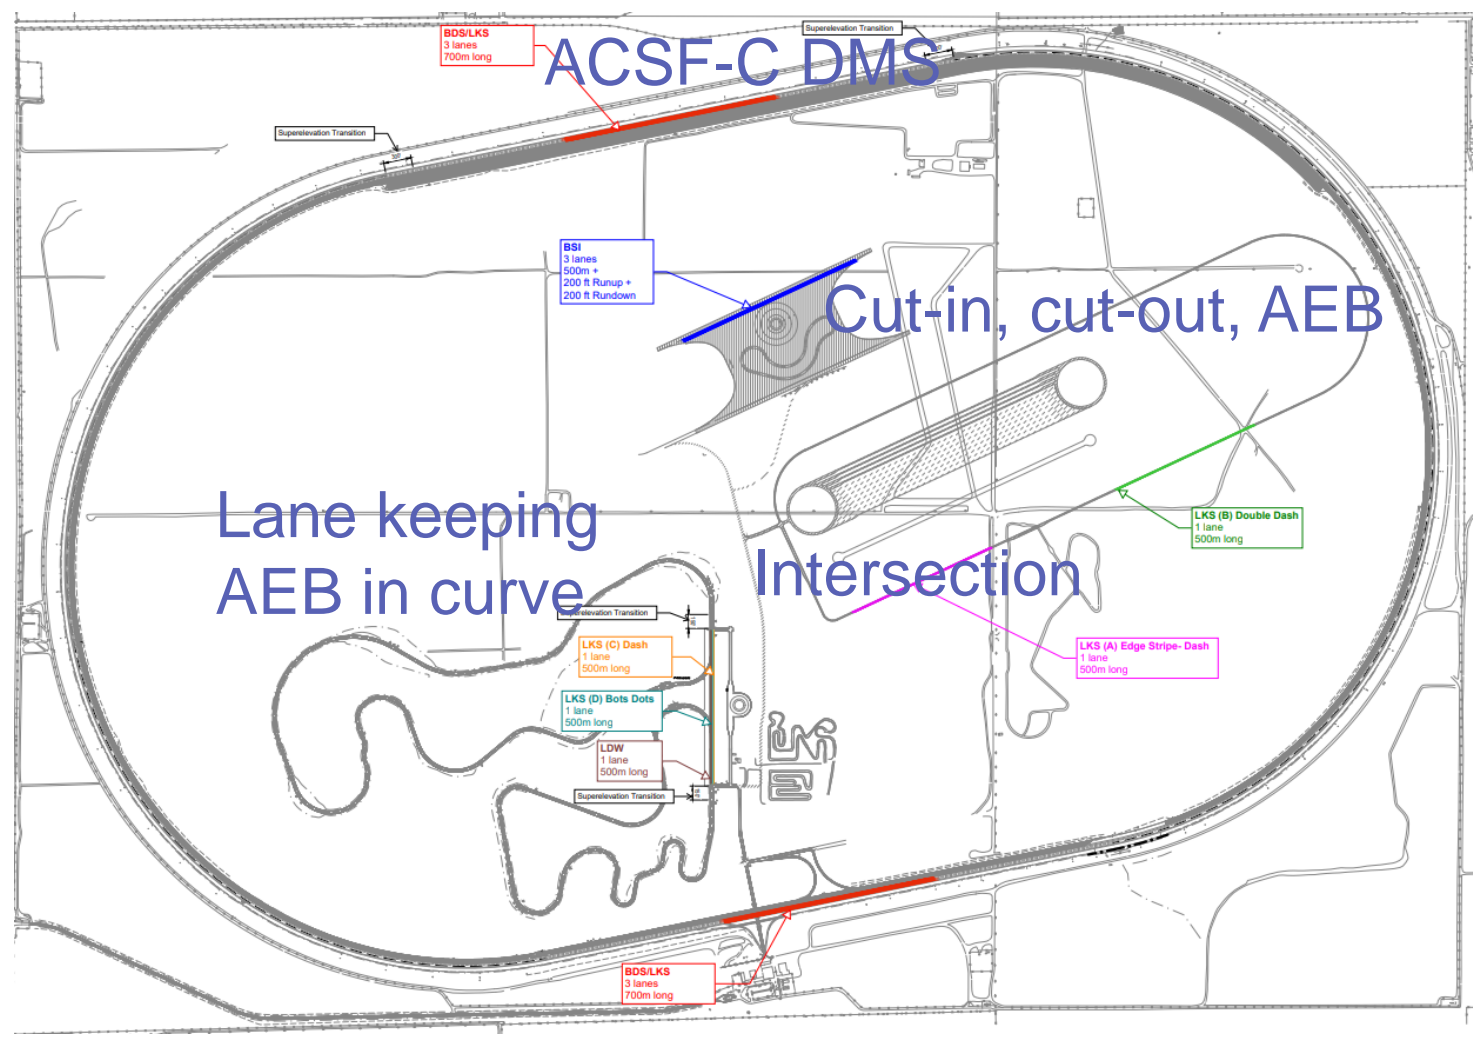 BDS/LKS
3 lanes
700m long
Superelevation Transition
ACSF-C DMS
Superelevation Transition
BSI
3 lanes
500m +
200 ft Runup +
200 ft Rundown
Cut-in, cut-out, AEB
Lane keeping
AEB in curve
Intersection
LKS (B) Double Dash
1 lane
500m long
Superelevation Transition
LKS (C) Dash
1 lane
500m long
LKS (A) Edge Stripe- Dash
1 lane
500m long
LKS (D) Bots Dots
1 lane
500m long
LDW
1 lane
500m long
Superelevation Transition
BDS/LKS
3 lanes
700m long